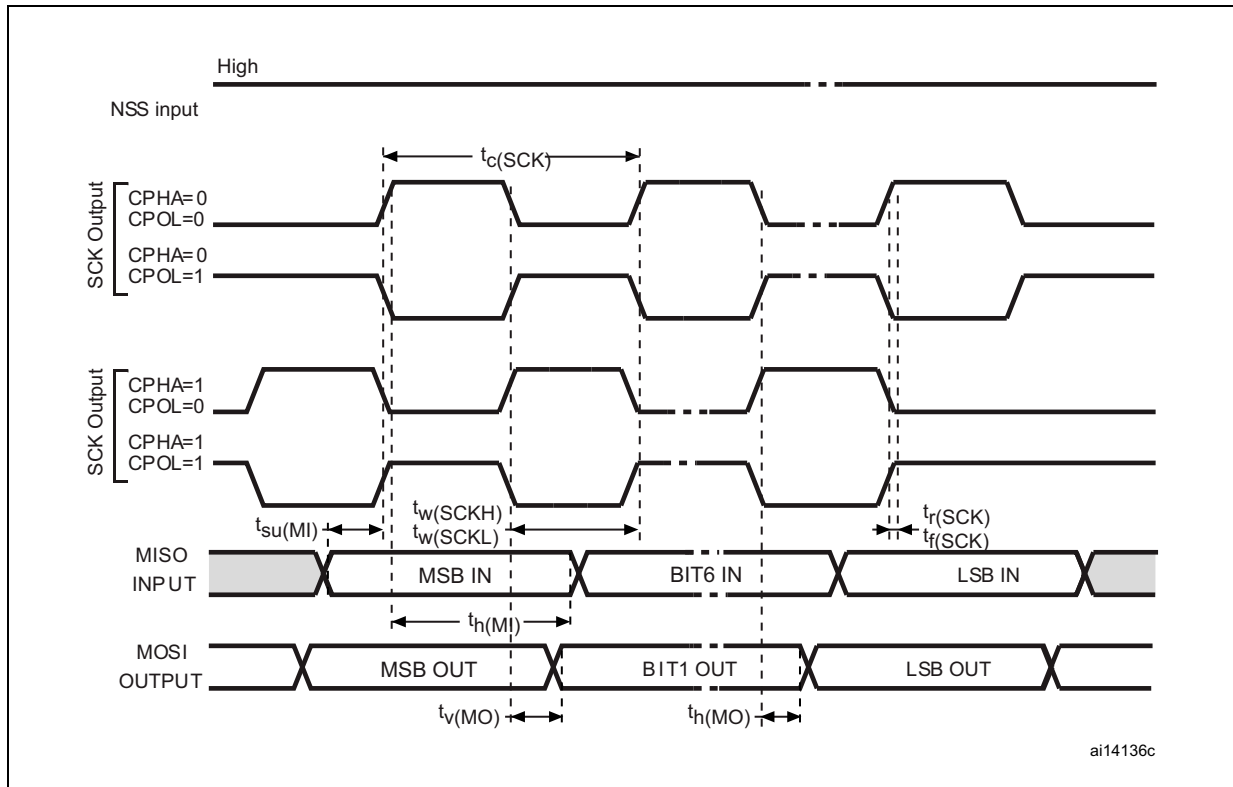 High
NSS input
tc(SCK)
SCK Output
CPHA=0
CPOL=0
CPHA=0
CPOL=1
SCK Output
CPHA=1
CPOL=0
CPHA=1
CPOL=1
tsu(MI)
tw(SCKH)
tw(SCKL)
tr(SCK)
tf(SCK)
MISO
INPUT
MSB IN
BIT6 IN
LSB IN
th(MI)
MOSI
OUTPUT
MSB OUT
BIT1 OUT
LSB OUT
tv(MO)
th(MO)
ai14136c